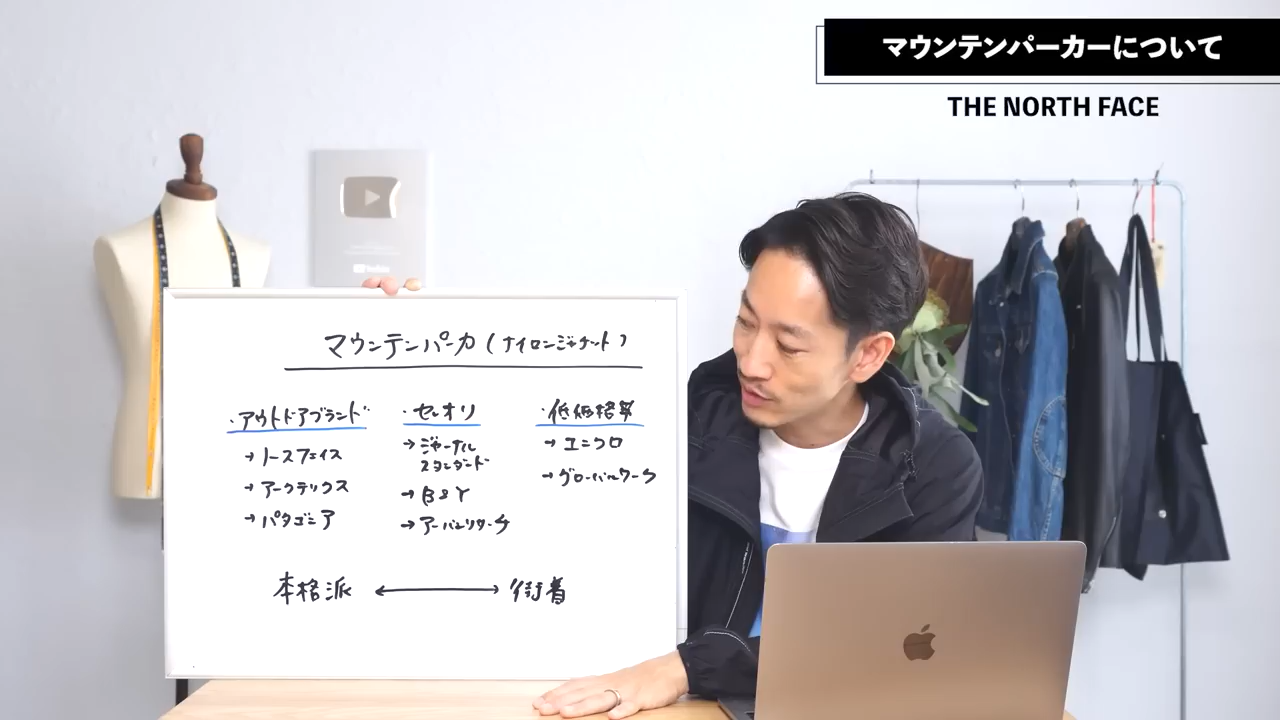 マウンテンパーカーについて
THE NORTH FACE
マウンテンパーカ(ナイロンジャケット)
・アウトドアブランド
→ノースフェイス
→アークテリクス
→パタゴニア
・セレオリ
→ジャーナル
スタンダード
→B&Y
→アーバンリサーチ
・低価格帯
→ユニクロ
→グローバルワーク
本格派 ←→ 街着
YouTube